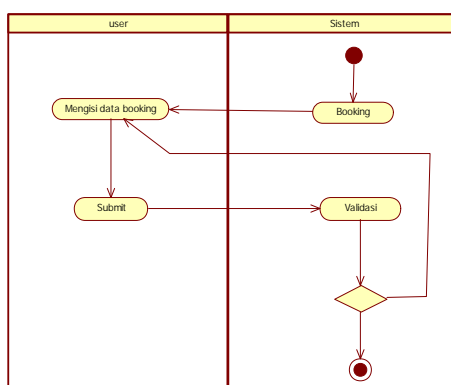 user
Sistem
Mengisi data booking
Booking
Submit
Validasi